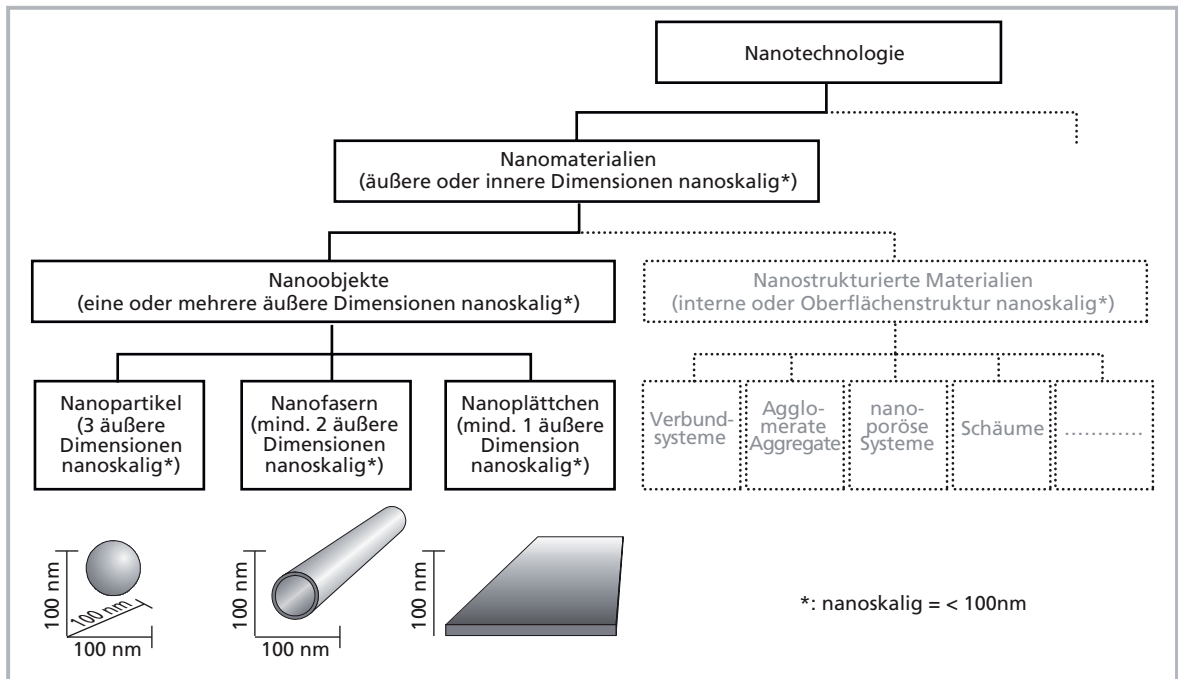 Nanotechnologie
Nanomaterialien
(äußere oder innere Dimensionen nanoskalig*)
Nanoobjekte
(eine oder mehrere äußere Dimensionen nanoskalig*)
Nanostrukturierte Materialien
(interne oder Oberflächenstruktur nanoskalig*)
Nanopartikel
(3 äußere
Dimensionen
nanoskalig*)
Nanofasern
(mind. 2 äußere
Dimensionen
nanoskalig*)
Nanoplättchen
(mind. 1 äußere
Dimension
nanoskalig*)
Verbund-
systeme
Agglo-
merate
Aggregate
nano-
poröse
Systeme
Schäume
............
100 nm
100 nm
100 nm
100 nm
100 nm
100 nm
*: nanoskalig = < 100nm